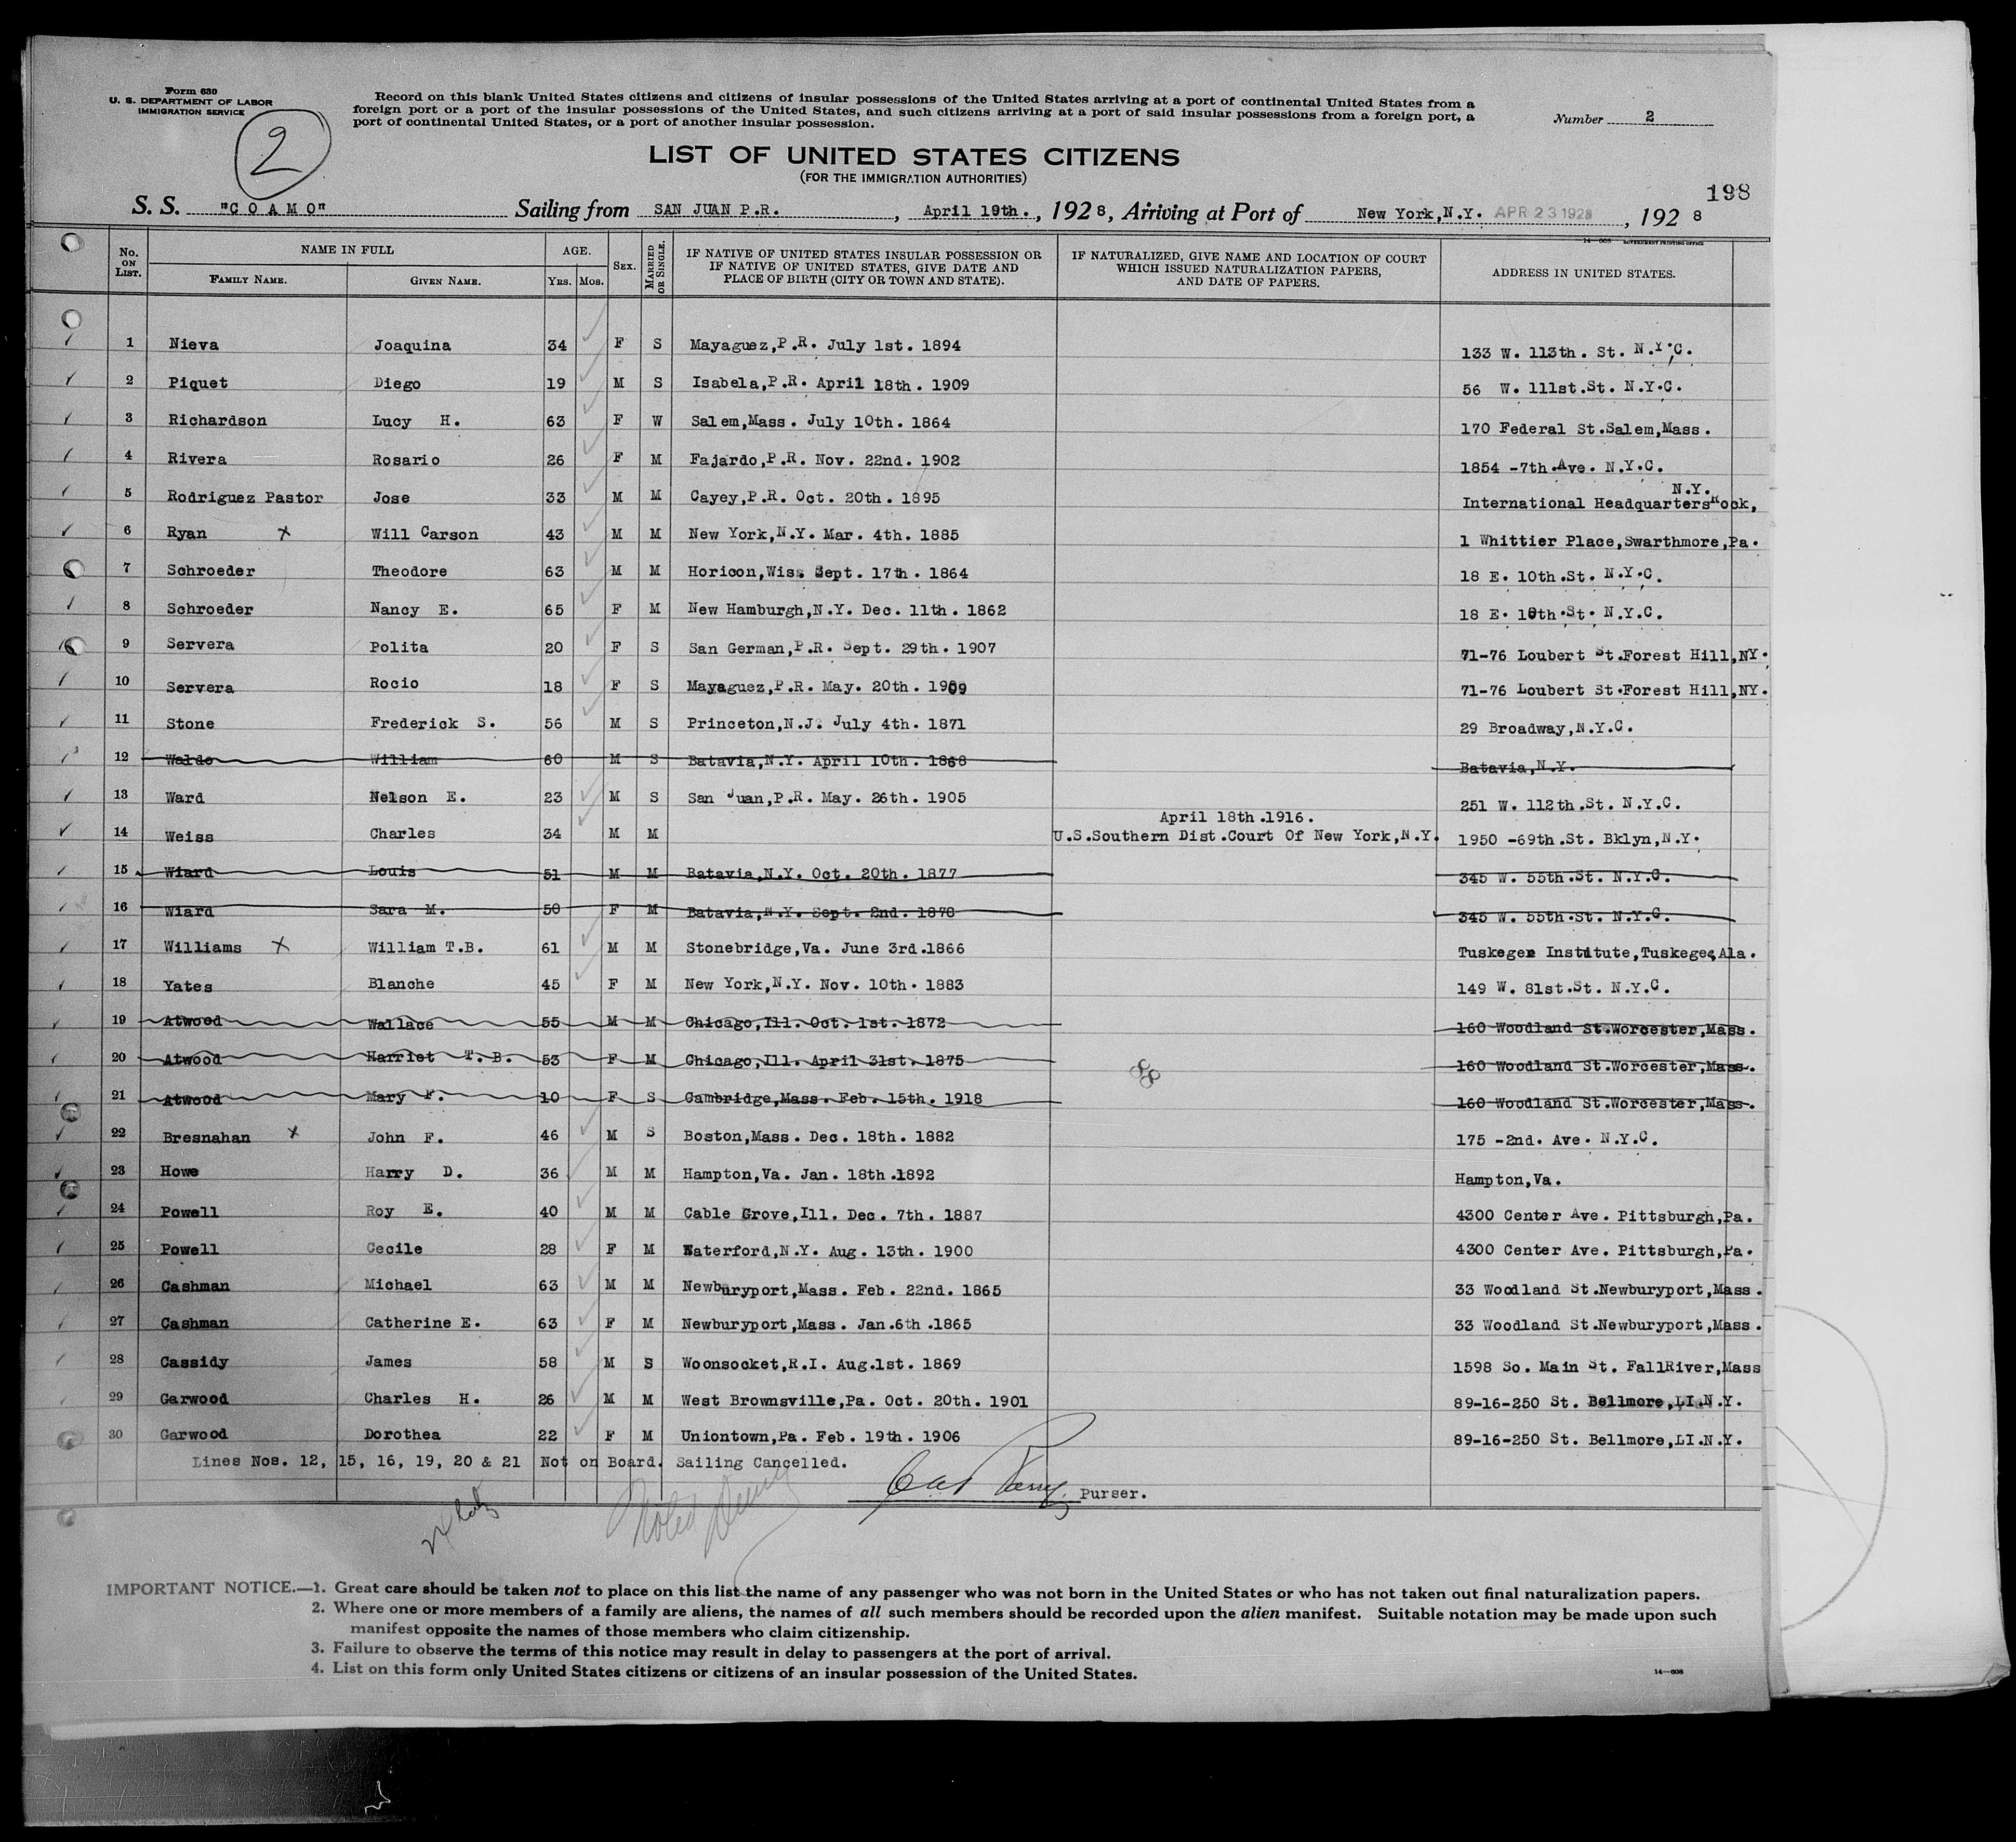 Form 630
U. S. DEPARTMENT OF LABOR
IMMIGRATION SERVICE
2
Record on this blank United States citizens and citizens of insular possessions of the United States arriving at a port of continental United States from a
foreign port or a port of the insular possessions of the United States, and such citizens arriving at a port of said insular possessions from a foreign port, a
port of continental United States, or a port of another insular possession.
Number 2
LIST OF UNITED STATES CITIZENS
(FOR THE IMMIGRATION AUTHORITIES)
198
S. S. "COAMO" Sailing from SAN JUAN P.R., April 19th., 1928, Arriving at Port of New York,N.Y. APR 23 1928, 1928
14-608 GOVERNMENT PRINTING OFFICE
No. ON LIST. NAME IN FULL FAMILY NAME. GIVEN NAME. AGE. YRS. MOS. SEX. MARRIED OR SINGLE. IF NATIVE OF UNITED STATES INSULAR POSSESSION OR IF NATIVE OF UNITED STATES, GIVE DATE AND PLACE OF BIRTH (CITY OR TOWN AND STATE). IF NATURALIZED, GIVE NAME AND LOCATION OF COURT WHICH ISSUED NATURALIZATION PAPERS, AND DATE OF PAPERS. ADDRESS IN UNITED STATES.
1 Nieva Joaquina 34 F S Mayaguez,P.R. July 1st. 1894 133 W. 113th. St. N.Y.C.
2 Piquet Diego 19 M S Isabela,P.R. April 18th. 1909 56 W. 111st.St. N.Y.C.
3 Richardson Lucy H. 63 F W Salem,Mass. July 10th. 1864 170 Federal St.Salem,Mass.
4 Rivera Rosario 26 F M Fajardo,P.R. Nov. 22nd. 1902 1854 -7th.Ave. N.Y.C.
5 Rodriguez Pastor Jose 33 M M Cayey,P.R. Oct. 20th. 1895 International Headquarters Rock, N.Y.
6 Ryan X Will Carson 43 M M New York,N.Y. Mar. 4th. 1885 1 Whittier Place,Swarthmore,Pa.
7 Schroeder Theodore 63 M M Horicon,Wis. Sept. 17th. 1864 18 E. 10th.St. N.Y.C.
8 Schroeder Nancy E. 65 F M New Hamburgh,N.Y. Dec. 11th. 1862 18 E. 10th.St. N.Y.C.
9 Servera Polita 20 F S San German,P.R. Sept. 29th. 1907 71-76 Loubert St.Forest Hill,NY.
10 Servera Rocio 18 F S Mayaguez,P.R. May. 20th. 1909 71-76 Loubert St.Forest Hill,NY.
11 Stone Frederick S. 56 M S Princeton,N.J. July 4th. 1871 29 Broadway,N.Y.C.
12 Waldo William 60 M S Batavia,N.Y. April 10th. 1868 Batavia,N.Y.
13 Ward Nelson E. 23 M S San Juan,P.R. May. 26th. 1905 251 W. 112th.St. N.Y.C.
April 18th.1916.
14 Weiss Charles 34 M M U.S.Southern Dist.Court Of New York,N.Y. 1950 -69th.St. Bklyn,N.Y.
15 Wiard Louis 51 M M Batavia,N.Y. Oct. 20th. 1877 345 W. 55th.St. N.Y.C.
16 Wiard Sara M. 50 F M Batavia,N.Y. Sept. 2nd. 1878 345 W. 55th.St. N.Y.C.
17 Williams X William T.B. 61 M M Stonebridge,Va. June 3rd.1866 Tuskegee Institute,Tuskegee,Ala.
18 Yates Blanche 45 F M New York,N.Y. Nov. 10th. 1883 149 W. 81st.St. N.Y.C.
19 Atwood Wallace 55 M M Chicago,Ill. Oct. 1st. 1872 160 Woodland St.Worcester,Mass.
20 Atwood Harriet T.B. 53 F M Chicago,Ill. April 31st. 1875 160 Woodland St.Worcester,Mass.
21 Atwood Mary F. 10 F S Cambridge,Mass. Feb. 15th. 1918 160 Woodland St.Worcester,Mass.
22 Bresnahan X John F. 46 M S Boston,Mass. Dec. 18th. 1882 175 -2nd. Ave. N.Y.C.
23 Howe Harry D. 36 M M Hampton,Va. Jan. 18th.1892 Hampton,Va.
24 Powell Roy E. 40 M M Cable Grove,Ill. Dec. 7th. 1887 4300 Center Ave. Pittsburgh,Pa.
25 Powell Cecile 28 F M Waterford,N.Y. Aug. 13th. 1900 4300 Center Ave. Pittsburgh,Pa.
26 Cashman Michael 63 M M Newburyport,Mass. Feb. 22nd. 1865 33 Woodland St.Newburyport,Mass.
27 Cashman Catherine E. 63 F M Newburyport,Mass. Jan.6th.1865 33 Woodland St.Newburyport,Mass.
28 Cassidy James 58 M S Woonsocket,R.I. Aug.1st. 1869 1598 So. Main St. FallRiver,Mass
29 Garwood Charles H. 26 M M West Brownsville,Pa. Oct. 20th. 1901 89-16-250 St. Bellmore,LI.N.Y.
30 Garwood Dorothea 22 F M Uniontown,Pa. Feb. 19th. 1906 89-16-250 St. Bellmore,LI.N.Y.
Lines Nos. 12, 15, 16, 19, 20 & 21 Not on Board. Sailing Cancelled.
Purser.
IMPORTANT NOTICE.—1. Great care should be taken not to place on this list the name of any passenger who was not born in the United States or who has not taken out final naturalization papers.
2. Where one or more members of a family are aliens, the names of all such members should be recorded upon the alien manifest. Suitable notation may be made upon such
manifest opposite the names of those members who claim citizenship.
3. Failure to observe the terms of this notice may result in delay to passengers at the port of arrival.
4. List on this form only United States citizens or citizens of an insular possession of the United States.
14-608